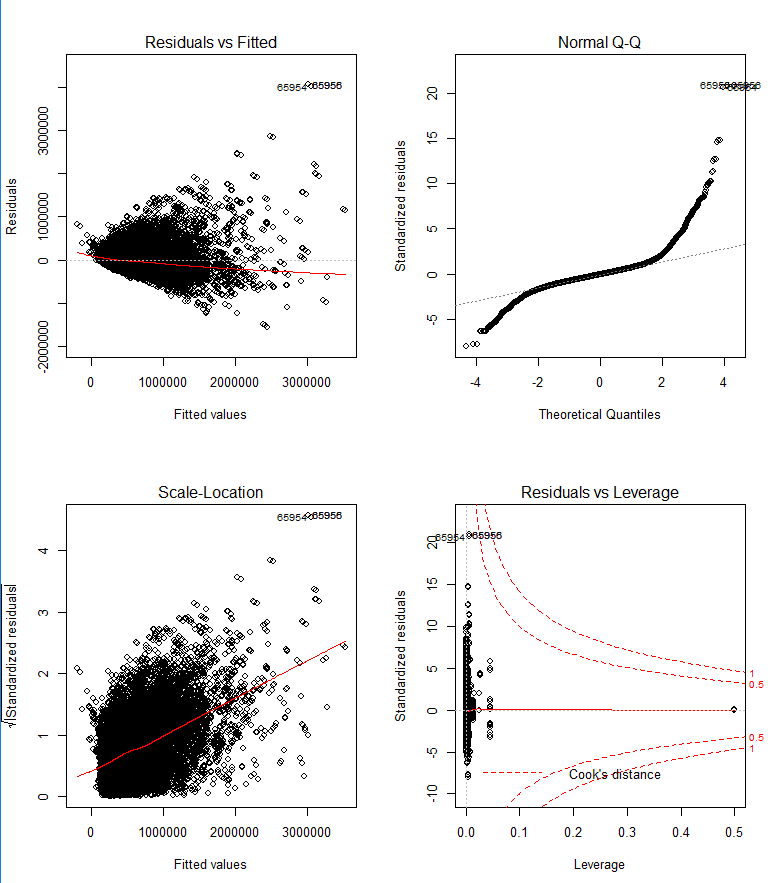 Residuals vs Fitted
Residuals
-2000000 0 1000000 3000000
65954 65956
0 1000000 2000000 3000000
Fitted values
Normal Q-Q
Standardized residuals
-5 0 5 10 15 20
65956
-4 -2 0 2 4
Theoretical Quantiles
Scale-Location
√|Standardized residuals|
0 1 2 3 4
65954 65956
0 1000000 2000000 3000000
Fitted values
Residuals vs Leverage
Standardized residuals
-10 -5 0 5 10 15 20
65954 65956
1
0.5
0.5
1
Cook's distance
0.0 0.1 0.2 0.3 0.4 0.5
Leverage